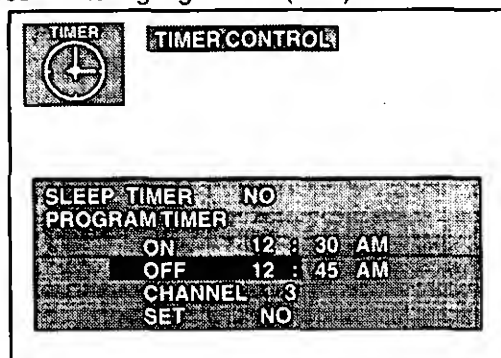 TIMER
TIMER CONTROL
SLEEP TIMER NO
PROGRAM TIMER
ON 12 : 30 AM
OFF 12 : 45 AM
CHANNEL 3
SET NO